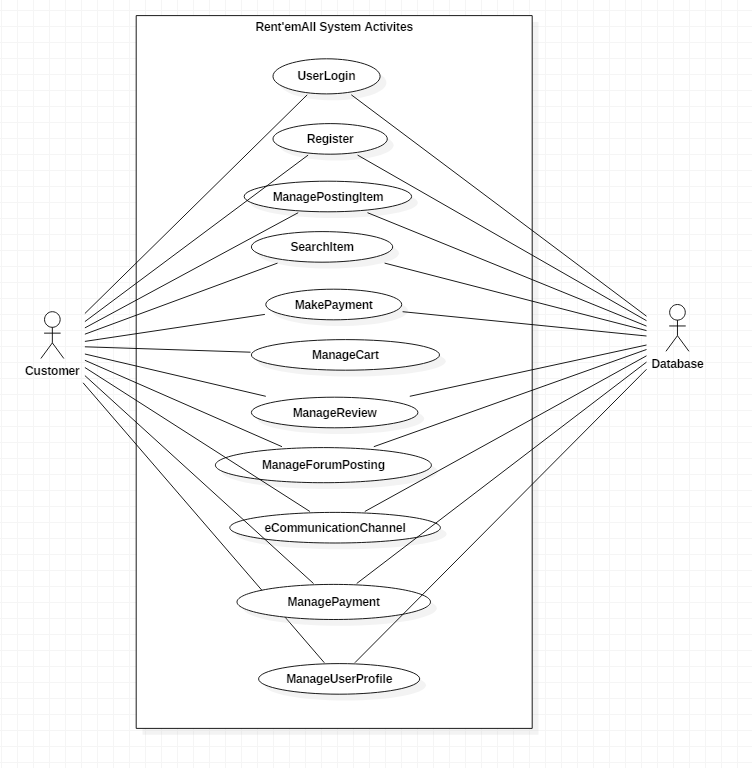 Rent'emAll System Activites
UserLogin
Register
ManagePostingItem
SearchItem
MakePayment
ManageCart
ManageReview
ManageForumPosting
eCommunicationChannel
ManagePayment
ManageUserProfile
Customer
Database